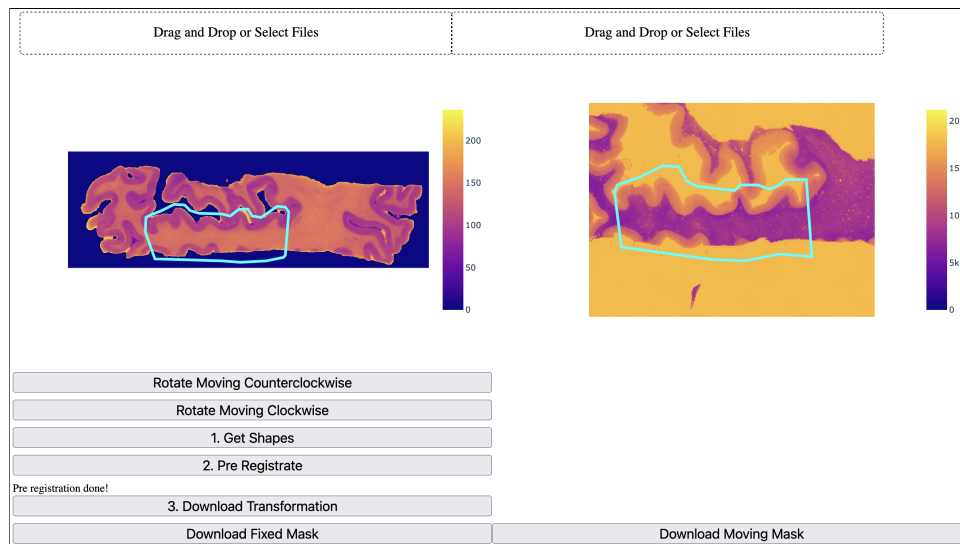 Drag and Drop or Select Files
Drag and Drop or Select Files
200
150
100
50
0
20
15
10
5k
0
Rotate Moving Counterclockwise
Rotate Moving Clockwise
1. Get Shapes
2. Pre Registrate
Pre registration done!
3. Download Transformation
Download Fixed Mask
Download Moving Mask